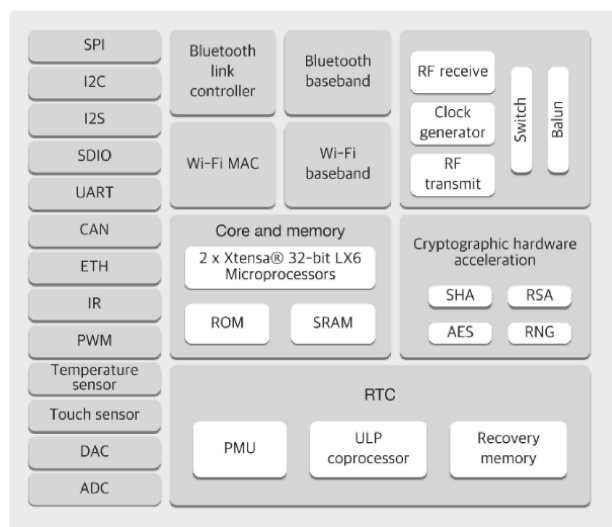 SPI
I2C
I2S
SDIO
UART
CAN
ETH
IR
PWM
Temperature
sensor
Touch sensor
DAC
ADC
Bluetooth
link
controller
Bluetooth
baseband
Wi-Fi MAC
Wi-Fi
baseband
RF receive
Clock
generator
RF
transmit
Switch
Balun
Core and memory
2 x Xtensa® 32-bit LX6
Microprocessors
ROM
SRAM
Cryptographic hardware
acceleration
SHA
RSA
AES
RNG
RTC
PMU
ULP
coprocessor
Recovery
memory